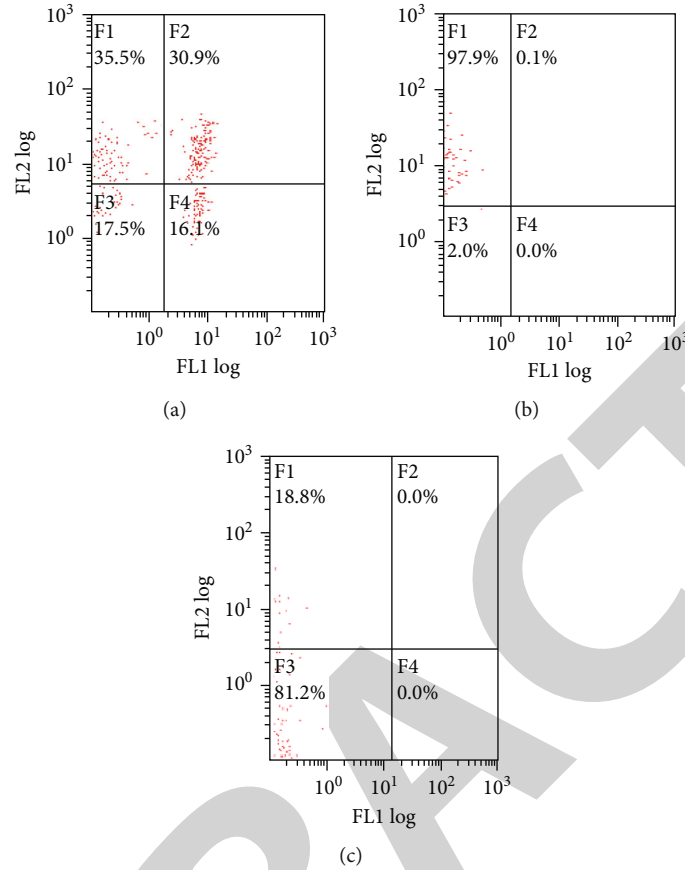 10³
F1 F2
35.5% 30.9%
10²
FL2 log
10¹
F3 F4
17.5% 16.1%
10⁰
10⁰ 10¹ 10² 10³
FL1 log
(a)
10³
F1 F2
97.9% 0.1%
10²
FL2 log
10¹
F3 F4
2.0% 0.0%
10⁰
10⁰ 10¹ 10² 10³
FL1 log
(b)
10³
F1 F2
18.8% 0.0%
10²
FL2 log
10¹
F3 F4
81.2% 0.0%
10⁰
10⁰ 10¹ 10² 10³
FL1 log
(c)